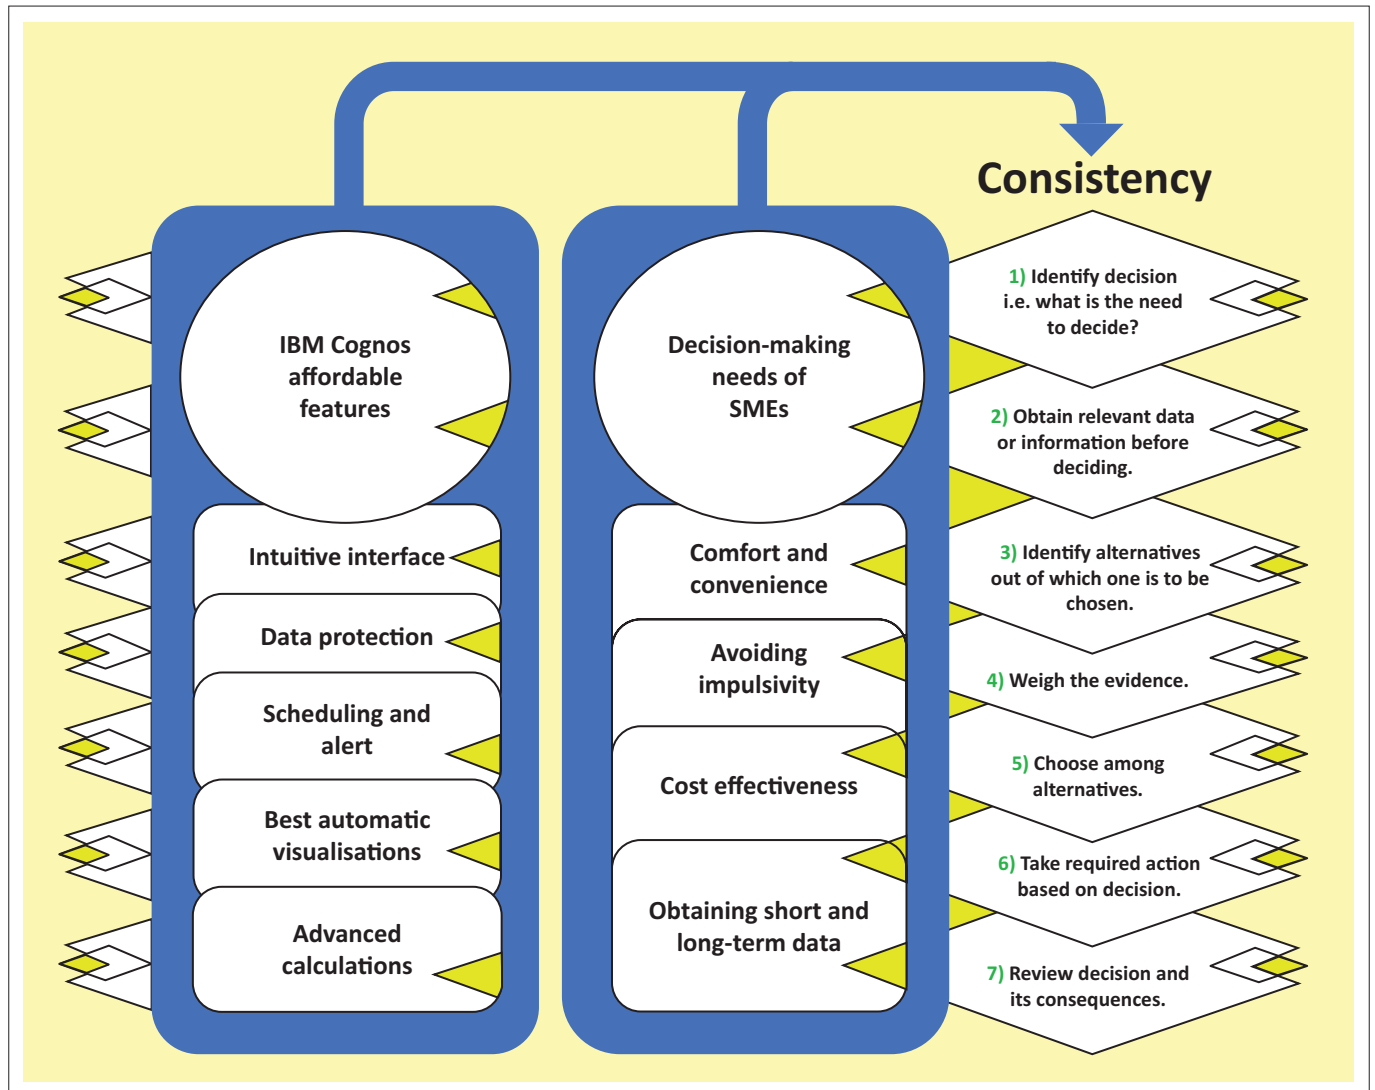 Consistency
IBM Cognos
affordable
features
Intuitive interface
Data protection
Scheduling and
alert
Best automatic
visualisations
Advanced
calculations
Decision-making
needs of
SMEs
Comfort and
convenience
Avoiding
impulsivity
Cost effectiveness
Obtaining short and
long-term data
1) Identify decision
i.e. what is the need
to decide?
2) Obtain relevant data
or information before
deciding.
3) Identify alternatives
out of which one is to be
chosen.
4) Weigh the evidence.
5) Choose among
alternatives.
6) Take required action
based on decision.
7) Review decision and
its consequences.